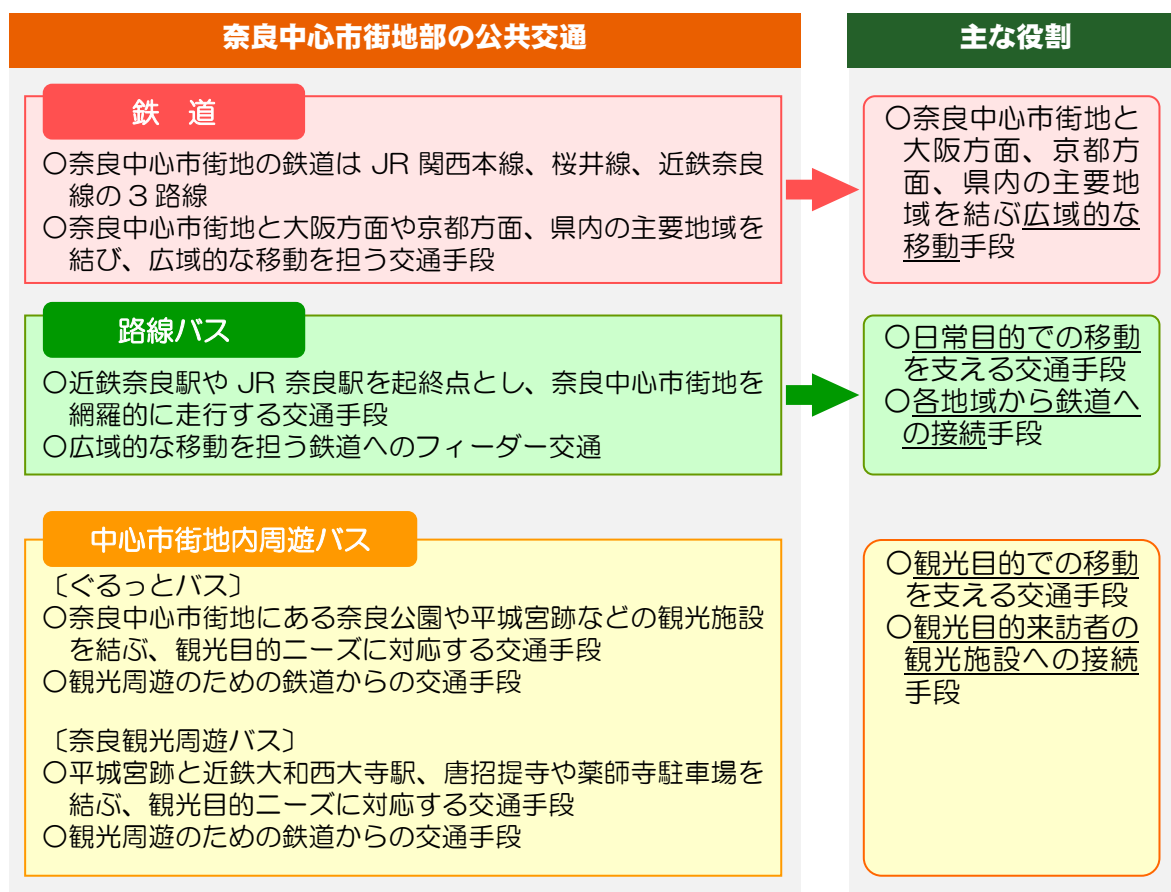 奈良中心市街地部の公共交通
主な役割
鉄 道
〇奈良中心市街地の鉄道は JR 関西本線、桜井線、近鉄奈良
線の 3 路線
〇奈良中心市街地と大阪方面や京都方面、県内の主要地域を
結び、広域的な移動を担う交通手段
〇奈良中心市街地と
大阪方面、京都方
面、県内の主要地
域を結ぶ広域的な
移動手段
路線バス
〇近鉄奈良駅や JR 奈良駅を起終点とし、奈良中心市街地を
網羅的に走行する交通手段
〇広域的な移動を担う鉄道へのフィーダー交通
〇日常目的での移動
を支える交通手段
〇各地域から鉄道へ
の接続手段
中心市街地内周遊バス
〔ぐるっとバス〕
〇奈良中心市街地にある奈良公園や平城宮跡などの観光施設
を結ぶ、観光目的ニーズに対応する交通手段
〇観光周遊のための鉄道からの交通手段
〔奈良観光周遊バス〕
〇平城宮跡と近鉄大和西大寺駅、唐招提寺や薬師寺駐車場を
結ぶ、観光目的ニーズに対応する交通手段
〇観光周遊のための鉄道からの交通手段
〇観光目的での移動
を支える交通手段
〇観光目的来訪者の
観光施設への接続
手段